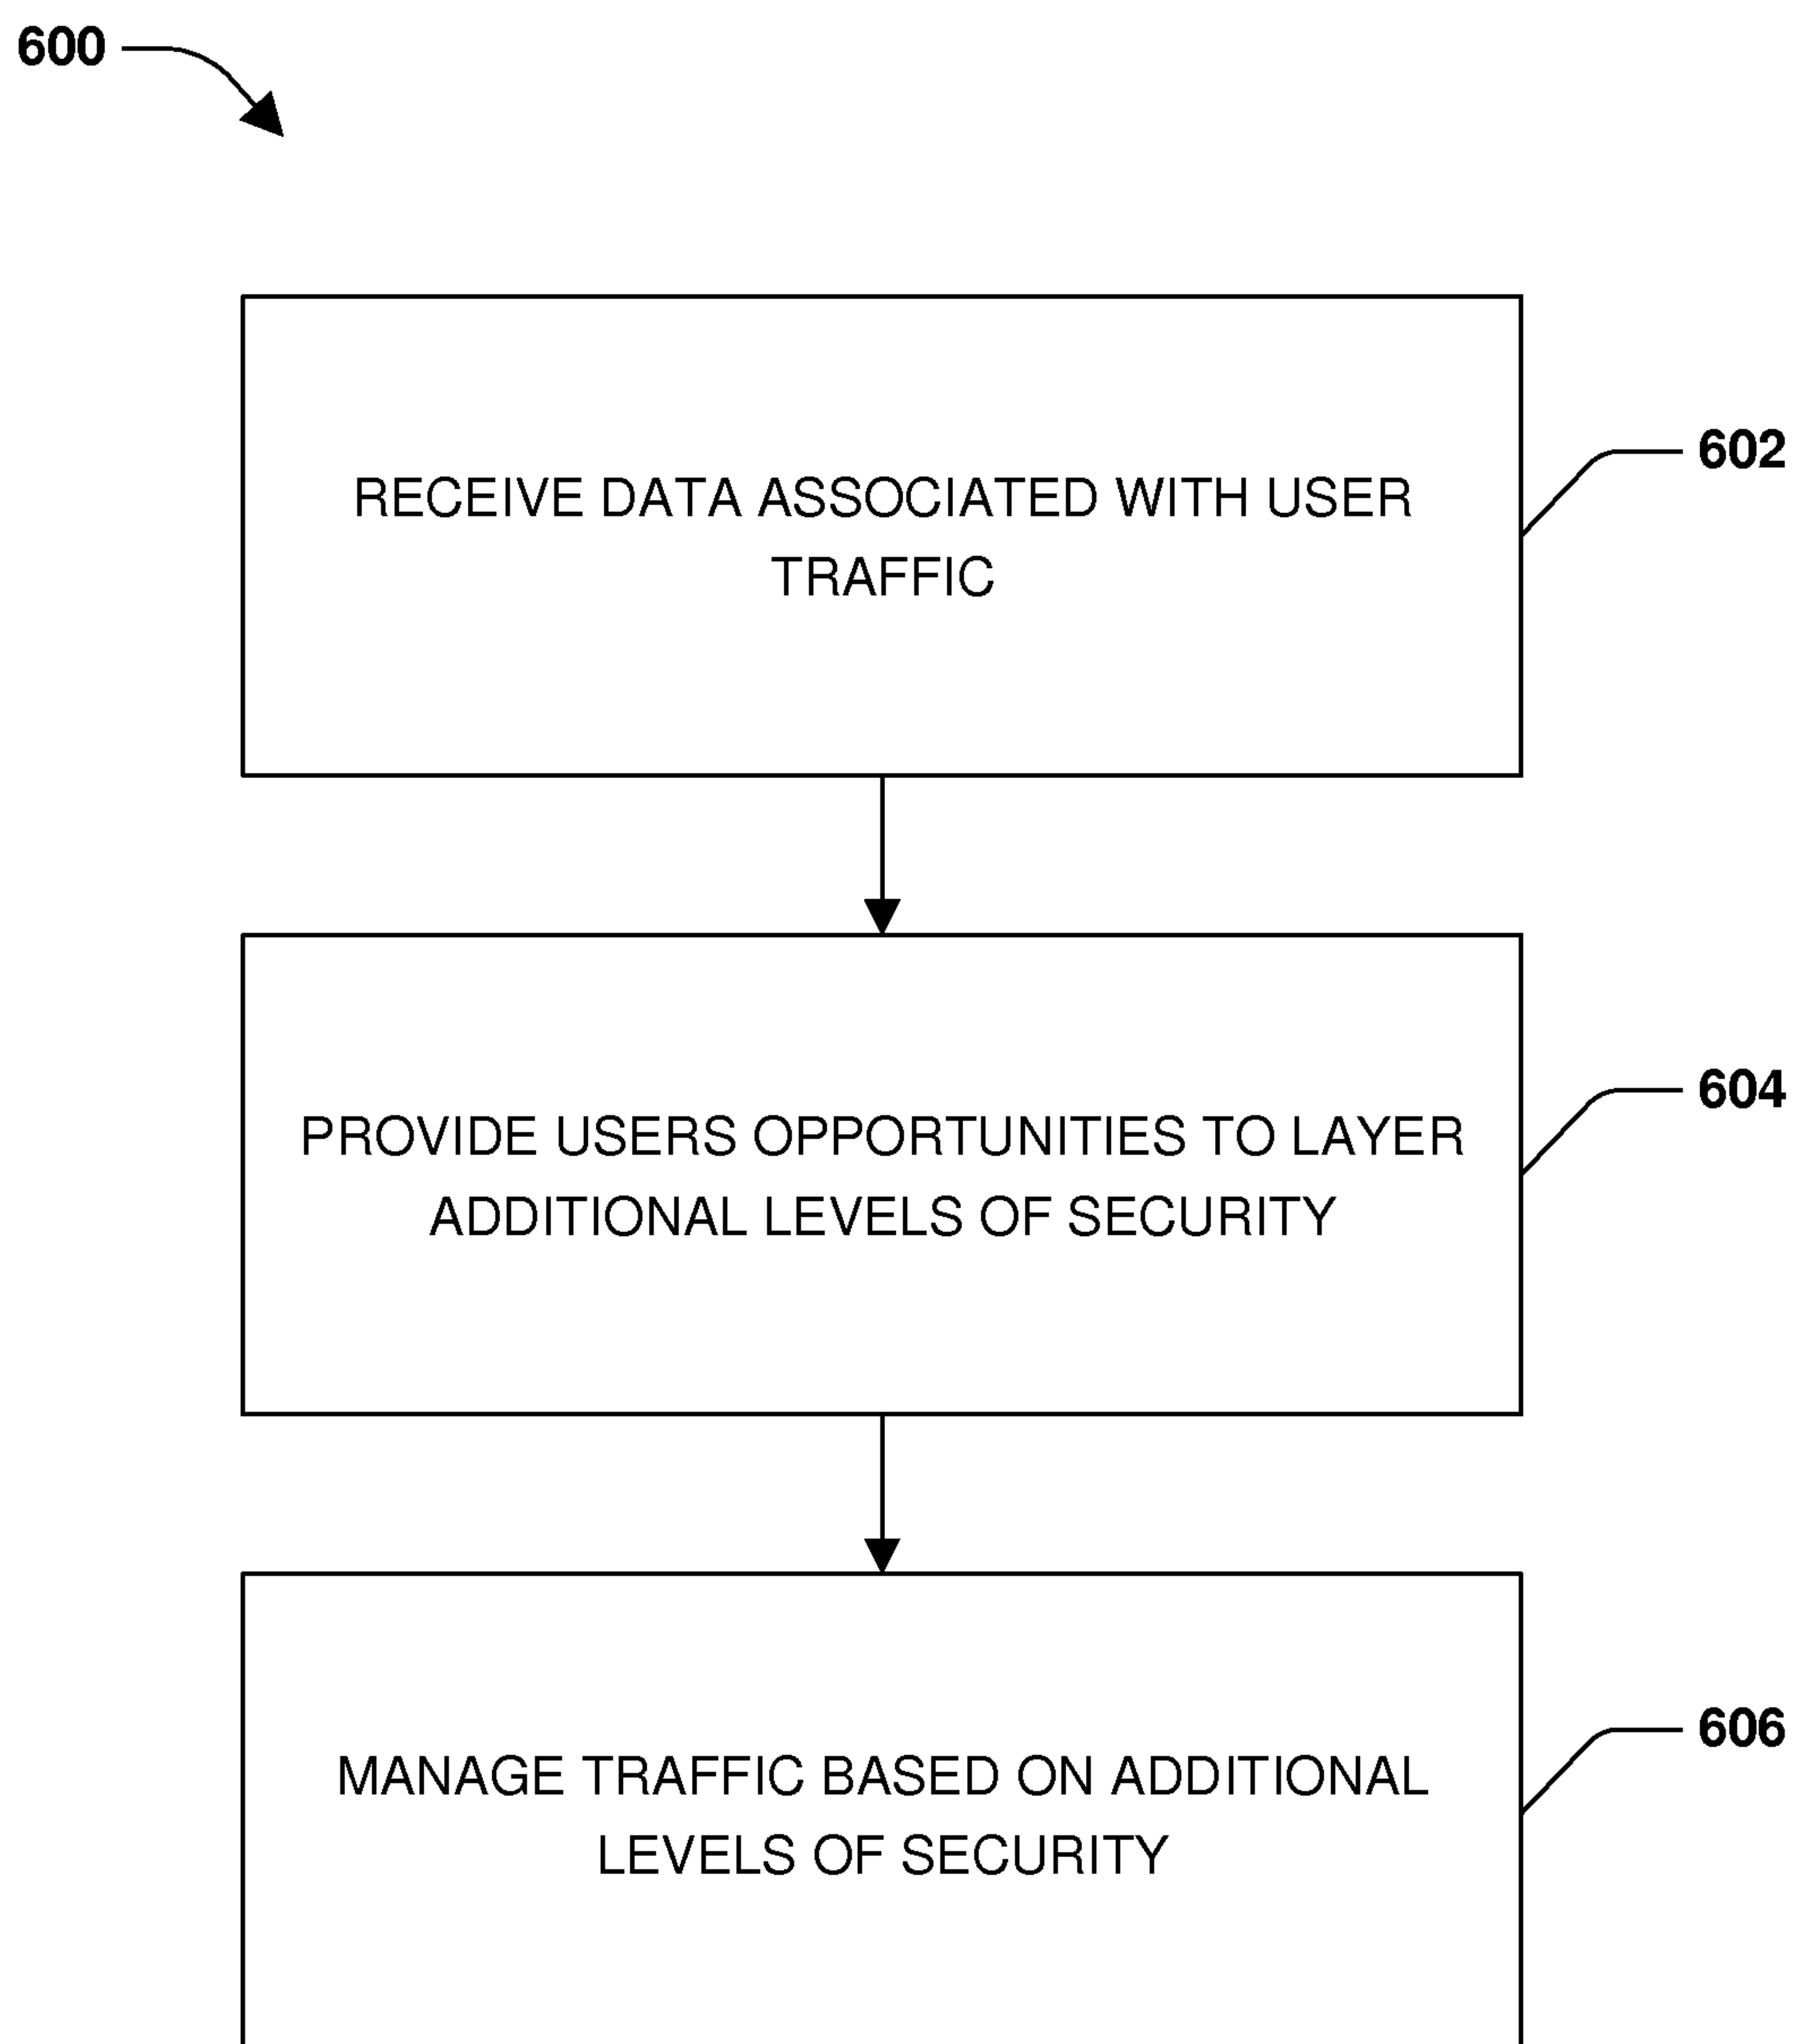 600
RECEIVE DATA ASSOCIATED WITH USER
TRAFFIC
602
PROVIDE USERS OPPORTUNITIES TO LAYER
ADDITIONAL LEVELS OF SECURITY
604
MANAGE TRAFFIC BASED ON ADDITIONAL
LEVELS OF SECURITY
606